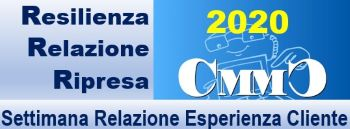 Resilienza
Relazione
Ripresa
2020
CMMC
Settimana Relazione Esperienza Cliente